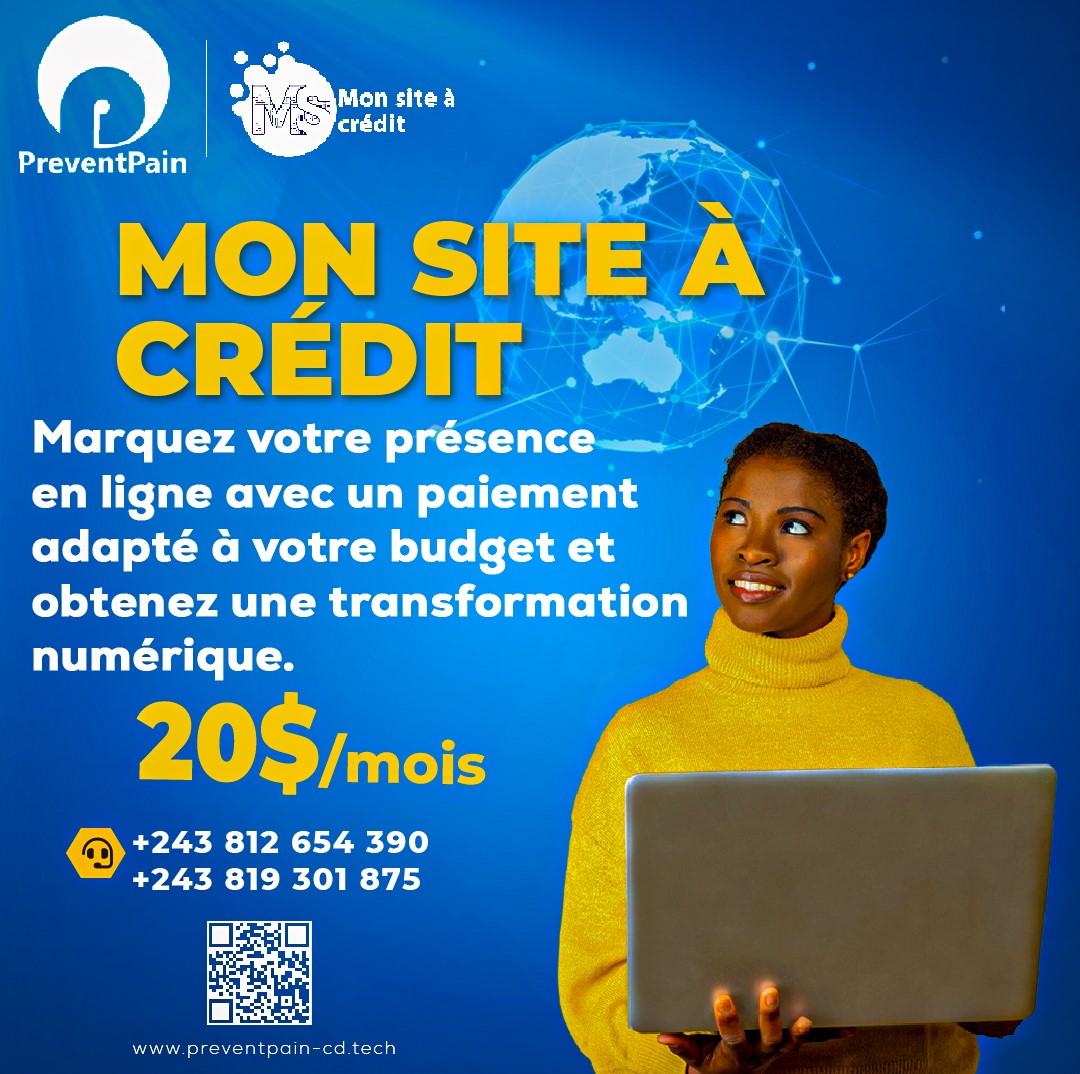 PreventPain
MS
Mon site à
crédit
MON SITE À
CRÉDIT
Marquez votre présence
en ligne avec un paiement
adapté à votre budget et
obtenez une transformation
numérique.
20$/mois
+243 812 654 390
+243 819 301 875
www.preventpain-cd.tech